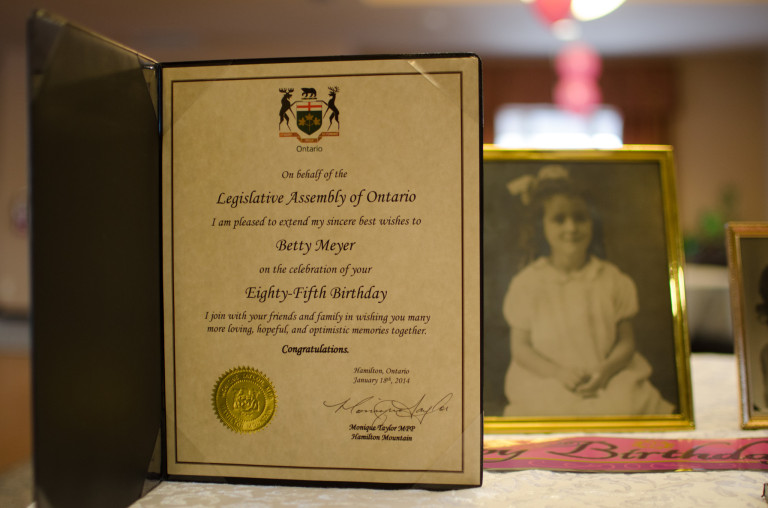 Ontario
On behalf of the
Legislative Assembly of Ontario
I am pleased to extend my sincere best wishes to
Betty Meyer
on the celebration of your
Eighty-Fifth Birthday
I join with your friends and family in wishing you many
more loving, hopeful, and optimistic memories together.
Congratulations.
Hamilton, Ontario
January 18th, 2014
Monique Taylor
Monique Taylor MPP
Hamilton Mountain
Birthday